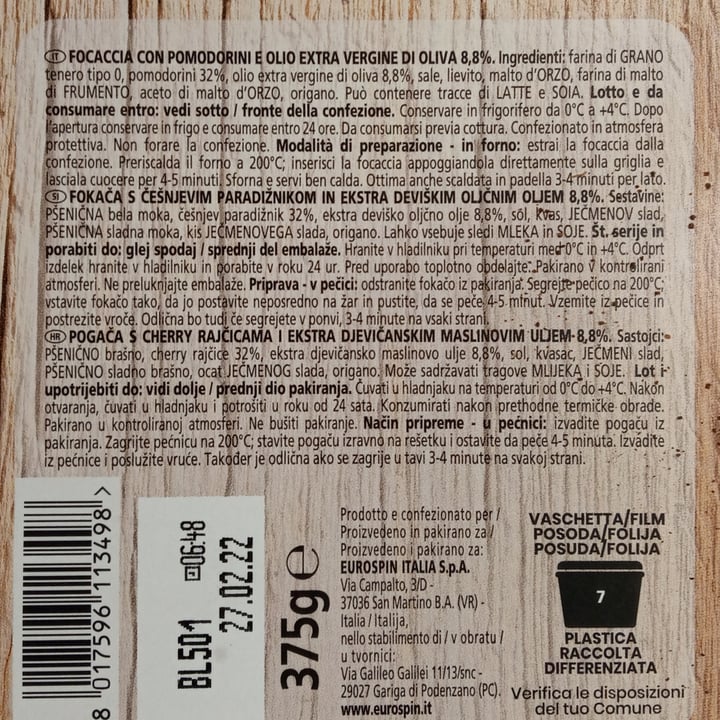 IT FOCACCIA CON POMODORINI E OLIO EXTRA VERGINE DI OLIVA 8,8%. Ingredienti: farina di GRANO
tenero tipo 0, pomodorini 32%, olio extra vergine di oliva 8,8%, sale, lievito, malto d'ORZO, farina di malto
di FRUMENTO, aceto di malto d'ORZO, origano. Può contenere tracce di LATTE e SOIA. Lotto e da
consumare entro: vedi sotto / fronte della confezione. Conservare in frigorifero da 0°C a +4°C. Dopo
l'apertura conservare in frigo e consumare entro 24 ore. Da consumarsi previa cottura. Confezionato in atmosfera
protettiva. Non forare la confezione. Modalità di preparazione - in forno: estrai la focaccia dalla
confezione. Preriscalda il forno a 200°C; inserisci la focaccia appoggiandola direttamente sulla griglia e
lasciala cuocere per 4-5 minuti. Sforna e servi ben calda. Ottima anche scaldata in padella 3-4 minuti per lato.
SI FOKAČA S ČEŠNJEVIM PARADIŽNIKOM IN EKSTRA DEVIŠKIM OLJČNIM OLJEM 8,8%. Sestavine:
PŠENIČNA bela moka, češnjev paradižnik 32%, ekstra deviško oljčno olje 8,8%, sol, kvas, JEČMENOV slad,
PŠENIČNA sladna moka, kis JEČMENOVEGA slada, origano. Lahko vsebuje sledi MLEKA in SOJE. Št. serije in
porabiti do: glej spodaj / sprednji del embalaže. Hranite v hladilniku pri temperaturi med 0°C in +4°C. Odprt
izdelek hranite v hladilniku in porabite v roku 24 ur. Pred uporabo toplotno obdelajte. Pakirano v kontrolirani
atmosferi. Ne preluknjajte embalaže. Priprava - v pečici: odstranite fokačo iz pakiranja. Segrejte pečico na 200°C;
vstavite fokačo tako, da jo postavite neposredno na žar in pustite, da se peče 4-5 minut. Vzemite iz pečice in
postrezite vroče. Odlična bo tudi če segrejete v ponvi, 3-4 minute na vsaki strani.
HR POGAČA S CHERRY RAJČICAMA I EKSTRA DJEVIČANSKIM MASLINOVIM ULJEM 8,8%. Sastojci:
PŠENIČNO brašno, cherry rajčice 32%, ekstra djevičansko maslinovo ulje 8,8%, sol, kvasac, JEČMENI slad,
PŠENIČNO sladno brašno, ocat JEČMENOG slada, origano. Može sadržavati tragove MLIJEKA i SOJE. Lot i
upotrijebiti do: vidi dolje / prednji dio pakiranja. Čuvati u hladnjaku na temperaturi od 0°C do +4°C. Nakon
otvaranja, čuvati u hladnjaku i potrošiti u roku od 24 sata. Konzumirati nakon prethodne termičke obrade.
Pakirano u kontroliranoj atmosferi. Ne bušiti pakiranje. Način pripreme - u pećnici: izvadite pogaču iz
pakiranja. Zagrijte pećnicu na 200°C; stavite pogaču izravno na rešetku i ostavite da peče 4-5 minuta. Izvadite
iz pećnice i poslužite vruće. Također je odlična ako se zagrije u tavi 3-4 minute na svakoj strani.
8 017596 113498 >
BL501 06:48
27.02.22
375g ℮
Prodotto e confezionato per /
Proizvedeno in pakirano za /
Proizvedeno i pakirano za:
EUROSPIN ITALIA S.p.A.
Via Campalto, 3/D -
37036 San Martino B.A. (VR) -
Italia / Italija,
nello stabilimento di / v obratu /
u tvornici:
Via Galileo Galilei 11/13/snc -
29027 Gariga di Podenzano (PC).
www.eurospin.it
VASCHETTA/FILM
POSODA/FOLIJA
POSUDA/FOLIJA
7
PLASTICA
RACCOLTA
DIFFERENZIATA
Verifica le disposizioni
del tuo Comune